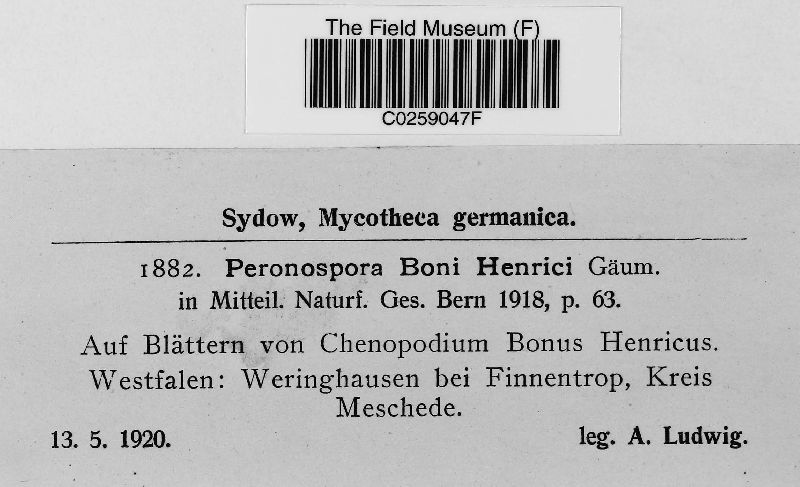 The Field Museum (F)
C0259047F
Sydow, Mycotheca germanica.
1882. Peronospora Boni Henrici Gäum.
in Mitteil. Naturf. Ges. Bern 1918, p. 63.
Auf Blättern von Chenopodium Bonus Henricus.
Westfalen: Weringhausen bei Finnentrop, Kreis
Meschede.
13. 5. 1920. leg. A. Ludwig.